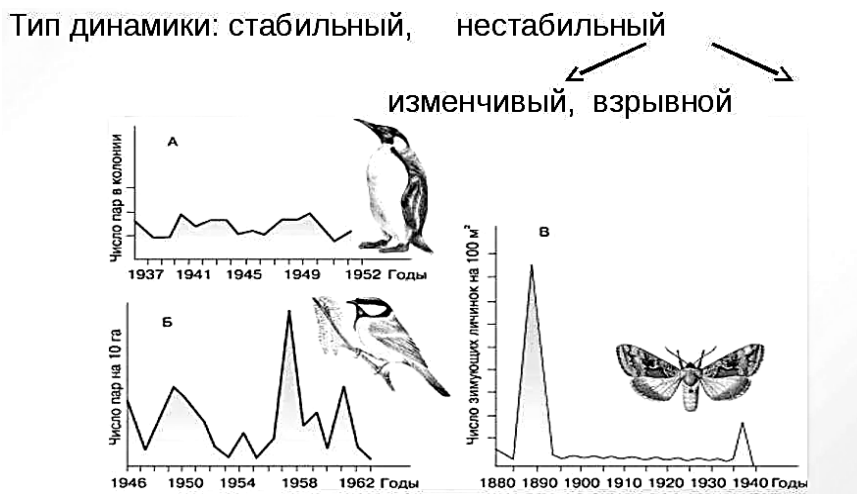 Тип динамики: стабильный, нестабильный
изменчивый, взрывной
А
Число пар в колонии
1937 1941 1945 1949 1952 Годы
Б
Число пар на 10 га
1946 1950 1954 1958 1962 Годы
В
Число зимующих личинок на 100 м²
1880 1890 1900 1910 1920 1930 1940 Годы